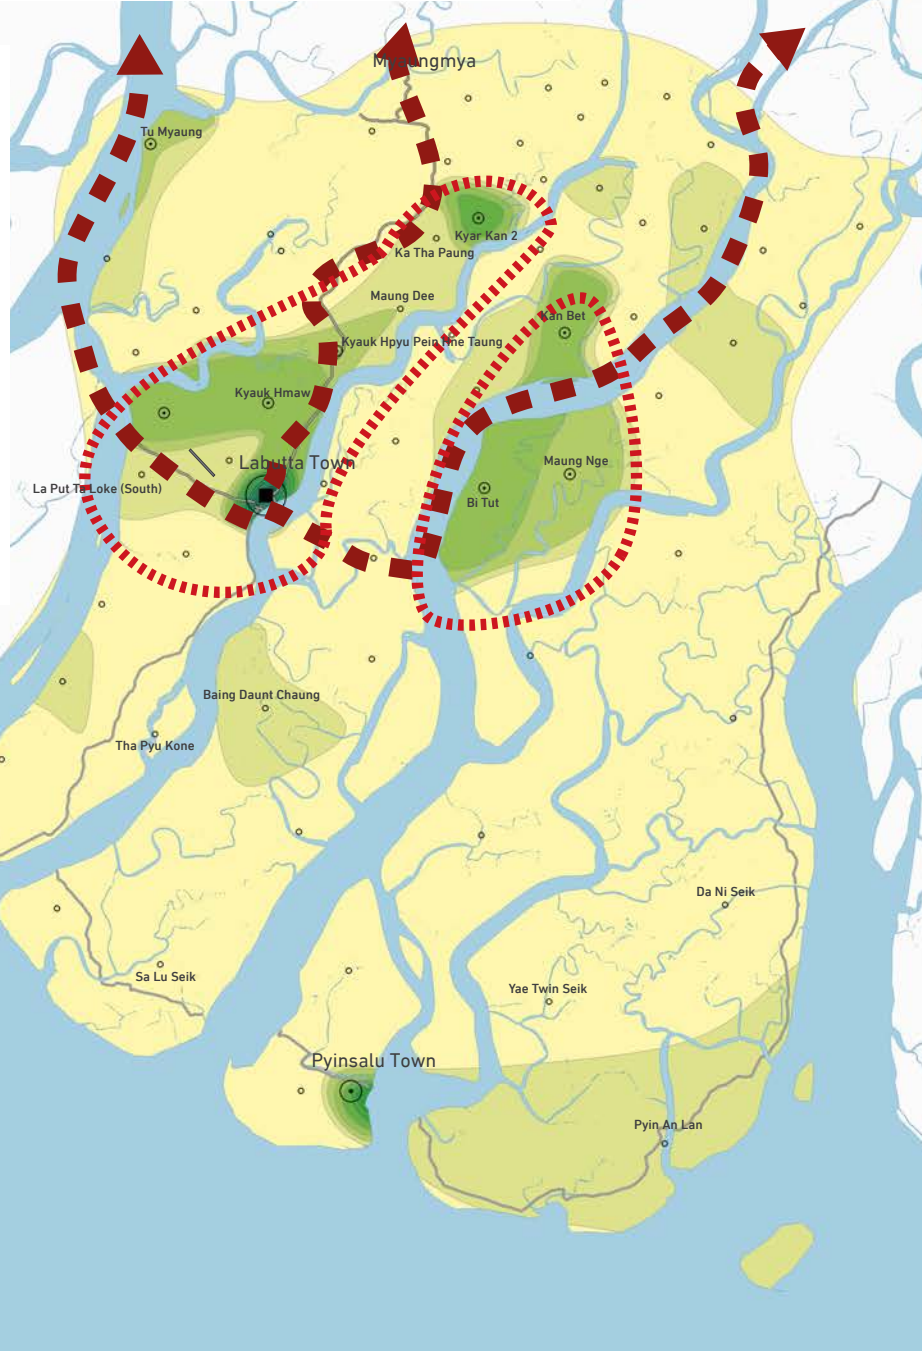 Myaungmya
Tu Myaung
Kyar Kan 2
Ka Tha Paung
Maung Dee
Kan Bet
Kyauk Hpyu Pein Hne Taung
Kyauk Hmaw
Labutta Town
Maung Nge
La Put Ta Loke (South)
Bi Tut
Baing Daunt Chaung
Tha Pyu Kone
Da Ni Seik
Sa Lu Seik
Yae Twin Seik
Pyinsalu Town
Pyin An Lan